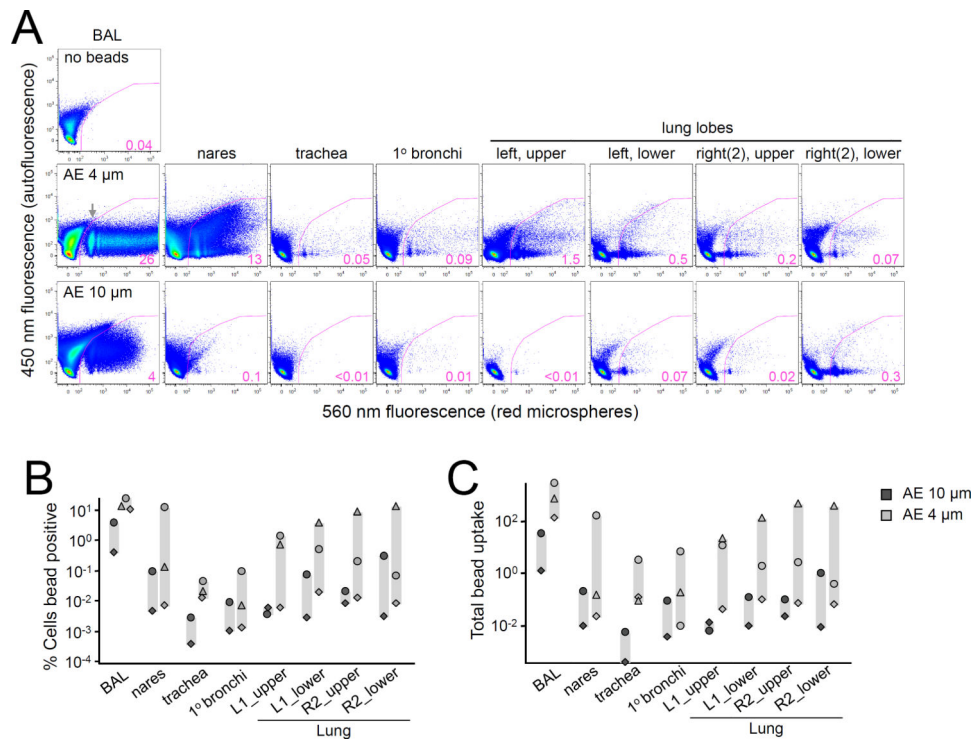 A
BAL
no beads
0.04
lung lobes
nares
trachea
1º bronchi
left, upper
left, lower
right(2), upper
right(2), lower
AE 4 µm
26
13
0.05
0.09
1.5
0.5
0.2
0.07
AE 10 µm
4
0.1
<0.01
0.01
<0.01
0.07
0.02
0.3
450 nm fluorescence (autofluorescence)
560 nm fluorescence (red microspheres)
B
% Cells bead positive
10¹
10⁰
10⁻¹
10⁻²
10⁻³
10⁻⁴
BAL
nares
trachea
1º bronchi
L1_upper
L1_lower
R2_upper
R2_lower
Lung
C
Total bead uptake
10²
10⁰
10⁻²
BAL
nares
trachea
1º bronchi
L1_upper
L1_lower
R2_upper
R2_lower
Lung
AE 10 µm
AE 4 µm